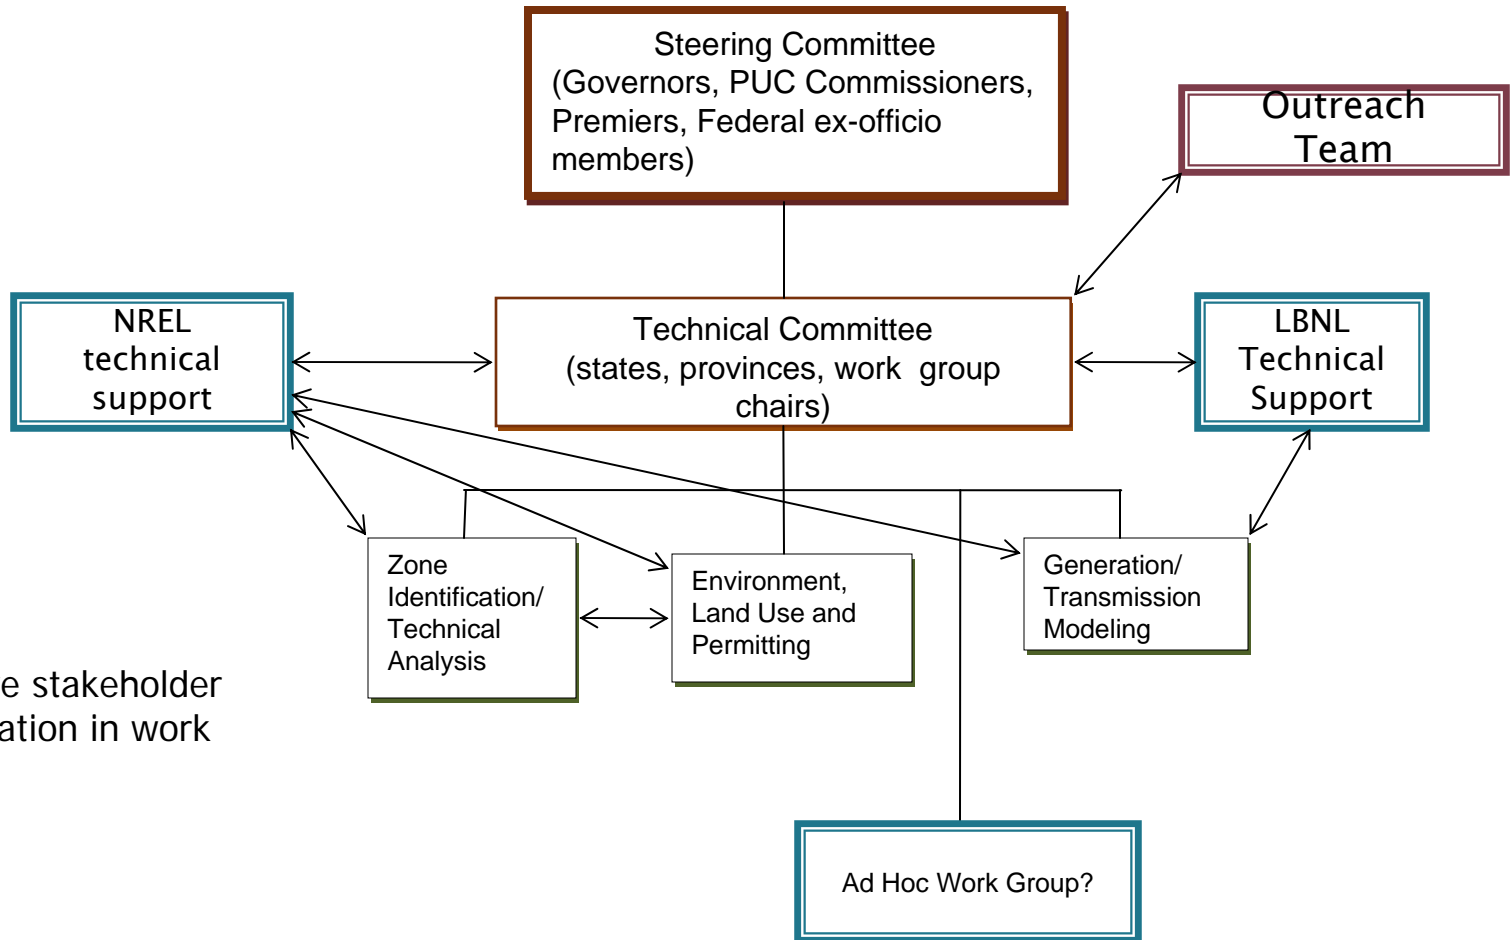 Steering Committee
(Governors, PUC Commissioners,
Premiers, Federal ex-officio
members)
Outreach
Team
NREL
technical
support
Technical Committee
(states, provinces, work group
chairs)
LBNL
Technical
Support
Zone
Identification/
Technical
Analysis
Environment,
Land Use and
Permitting
Generation/
Transmission
Modeling
e stakeholder
ation in work
Ad Hoc Work Group?